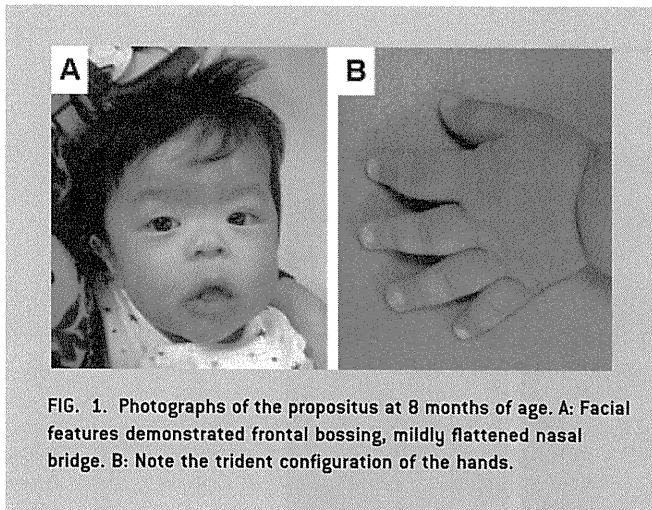 A B
FIG. 1. Photographs of the propositus at 8 months of age. A: Facial
features demonstrated frontal bossing, mildly flattened nasal
bridge. B: Note the trident configuration of the hands.